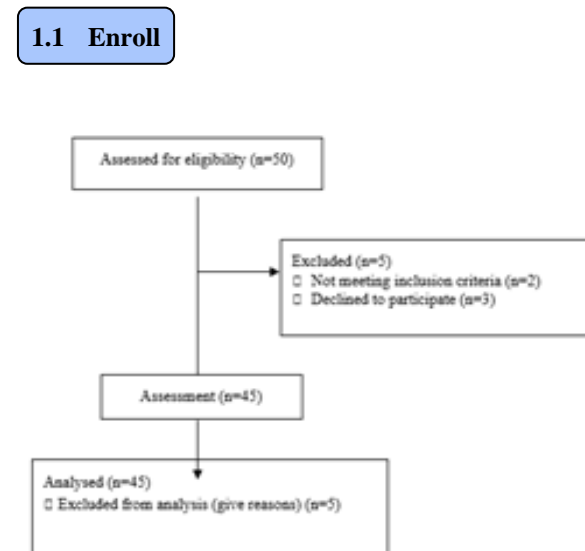 1.1 Enroll
Assessed for eligibility (n=50)
Excluded (n=5)
▯ Not meeting inclusion criteria (n=2)
▯ Declined to participate (n=3)
Assessment (n=45)
Analysed (n=45)
▯ Excluded from analysis (give reasons) (n=5)